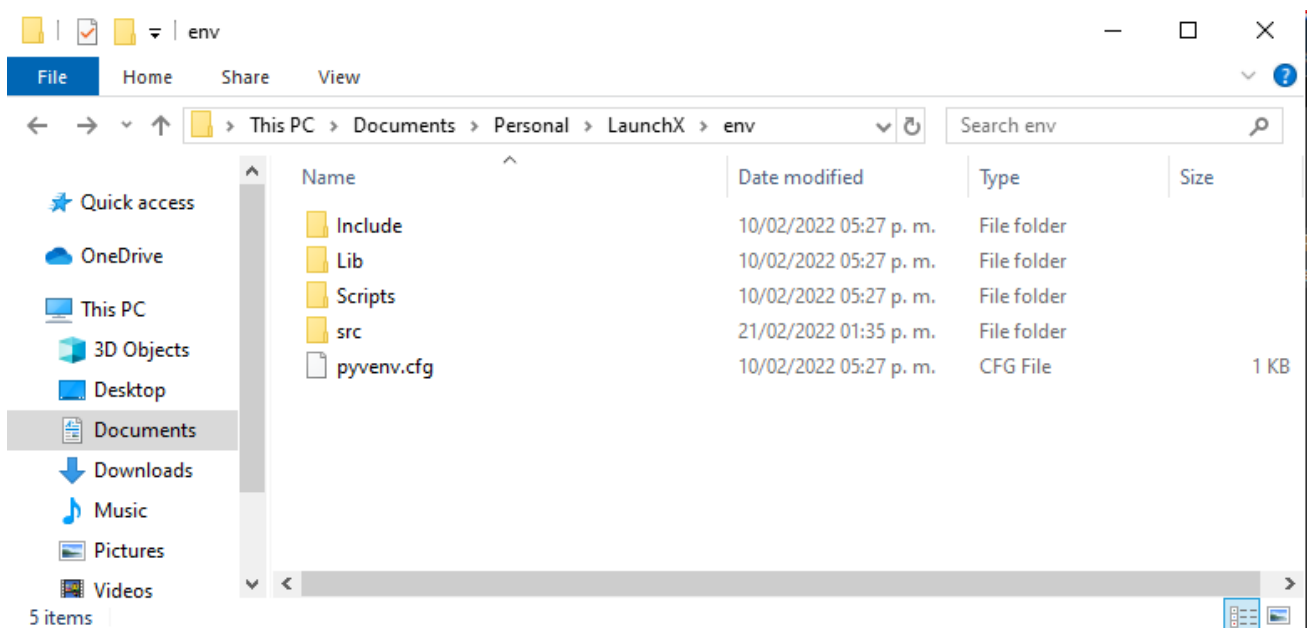 env
File Home Share View
This PC > Documents > Personal > LaunchX > env
Search env
Quick access
OneDrive
This PC
3D Objects
Desktop
Documents
Downloads
Music
Pictures
Videos
Name Date modified Type Size
Include 10/02/2022 05:27 p. m. File folder
Lib 10/02/2022 05:27 p. m. File folder
Scripts 10/02/2022 05:27 p. m. File folder
src 21/02/2022 01:35 p. m. File folder
pyvenv.cfg 10/02/2022 05:27 p. m. CFG File 1 KB
5 items